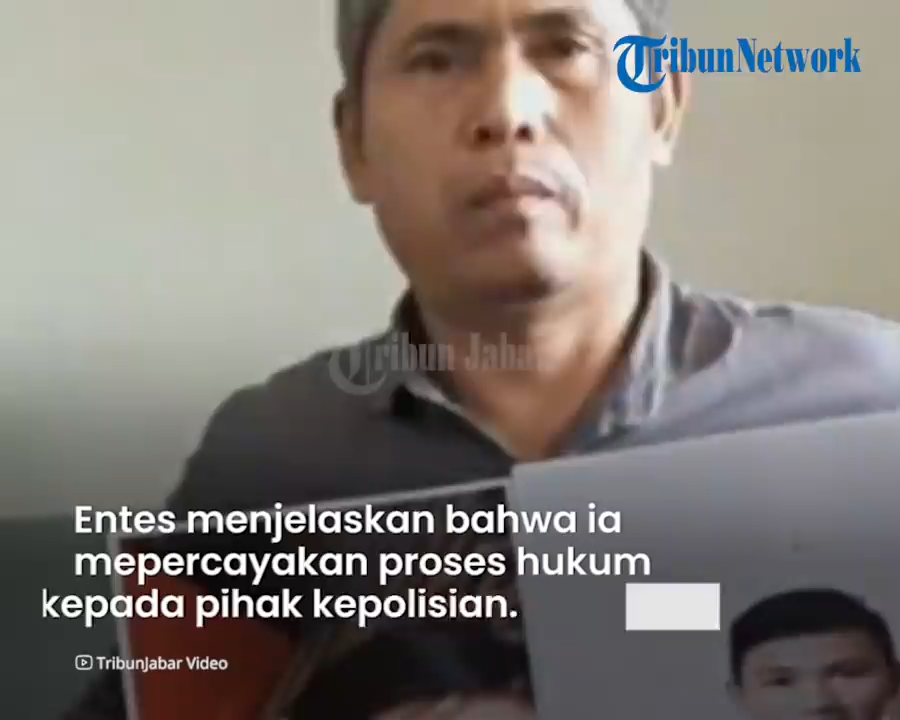 TribunNetwork
Tribun Jabar
Entes menjelaskan bahwa ia
mepercayakan proses hukum
kepada pihak kepolisian.
TribunJabar Video